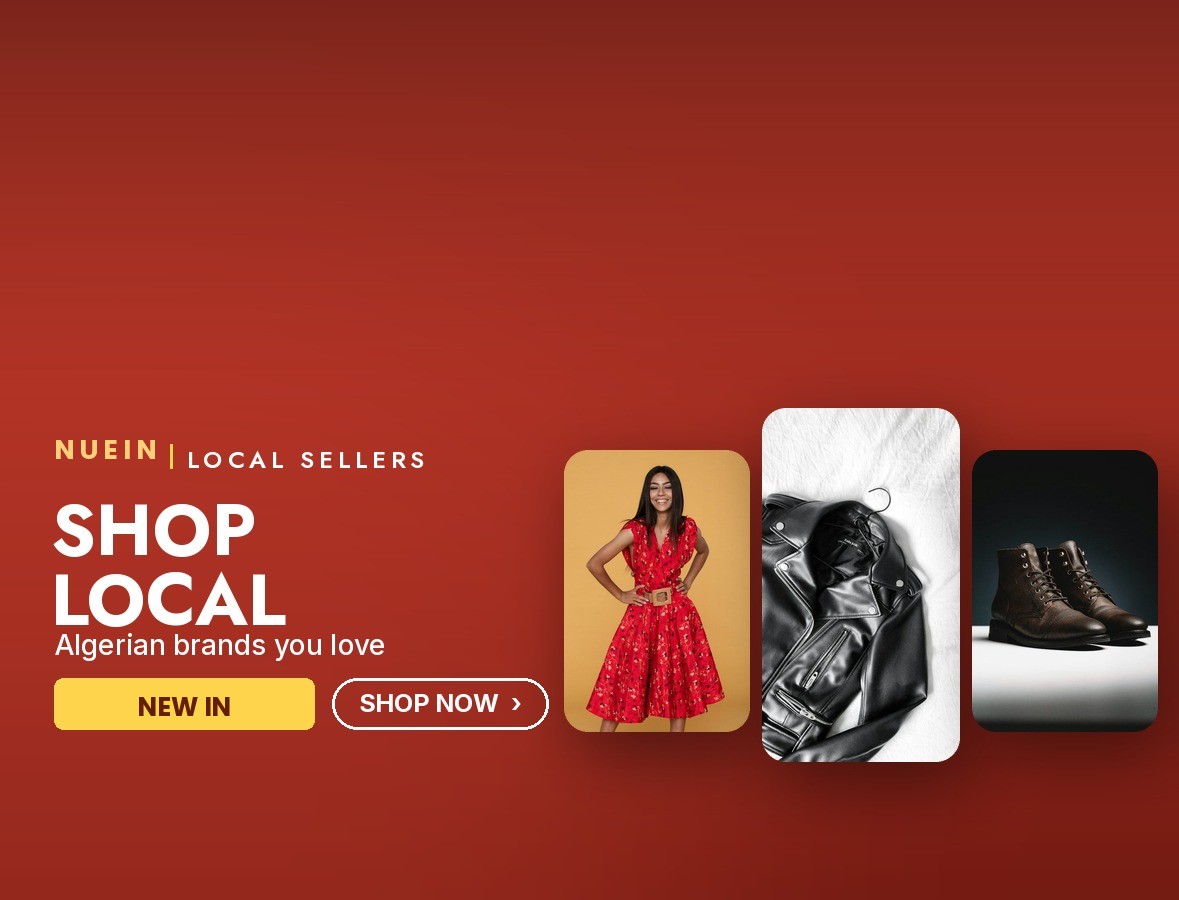 NUEIN | LOCAL SELLERS
SHOP
LOCAL
Algerian brands you love
NEW IN
SHOP NOW ›